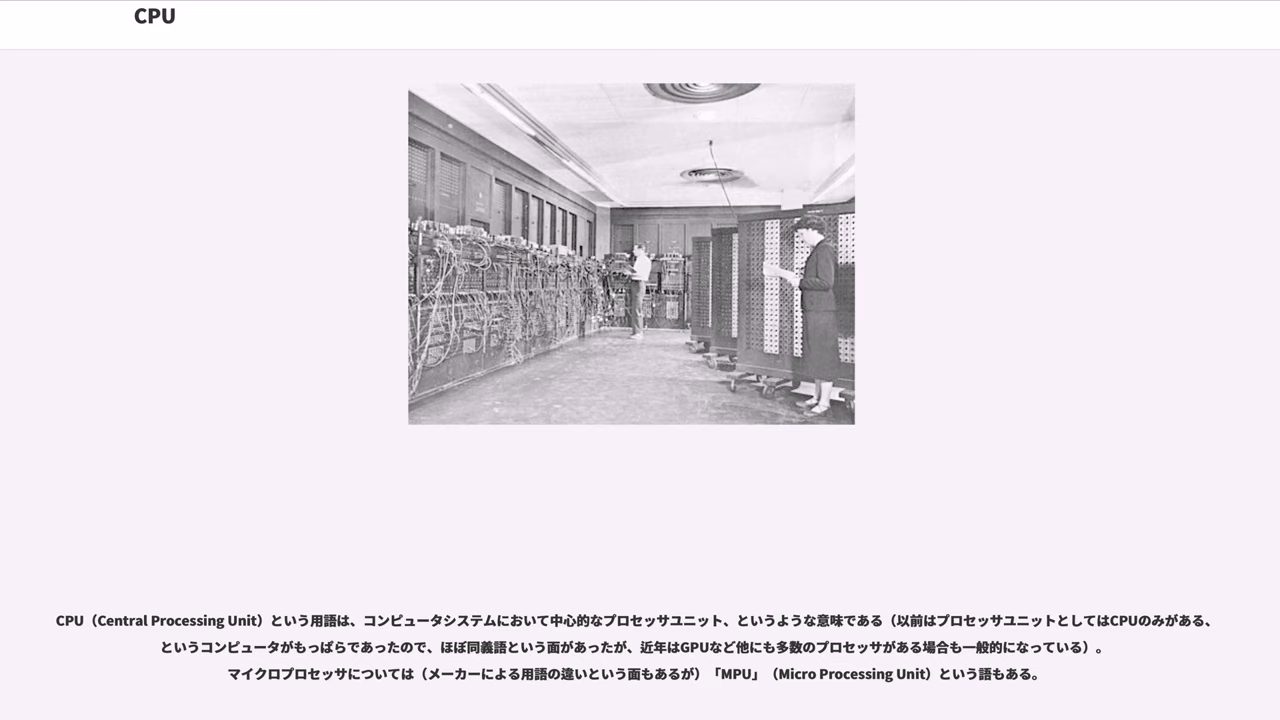 CPU
CPU（Central Processing Unit）という用語は、コンピュータシステムにおいて中心的なプロセッサユニット、というような意味である（以前はプロセッサユニットとしてはCPUのみがある、
というコンピュータがもっぱらであったので、ほぼ同義語という面があったが、近年はGPUなど他にも多数のプロセッサがある場合も一般的になっている）。
マイクロプロセッサについては（メーカーによる用語の違いという面もあるが）「MPU」（Micro Processing Unit）という語もある。